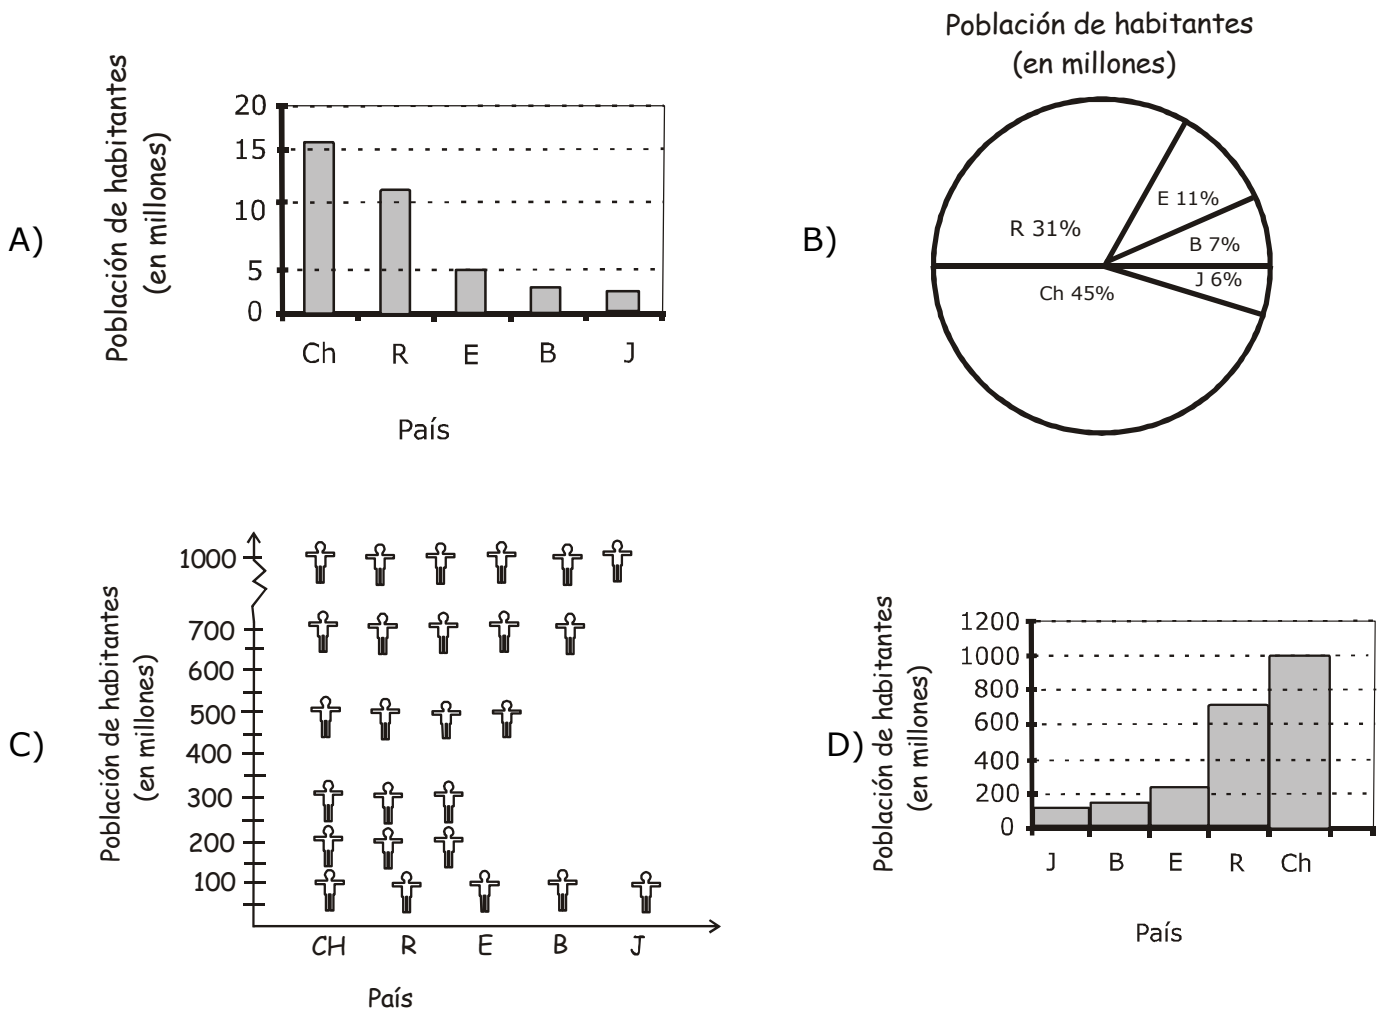 A)
Población de habitantes
(en millones)
20
15
10
5
0
Ch R E B J
País
B)
Población de habitantes
(en millones)
R 31%
E 11%
B 7%
J 6%
Ch 45%
C)
Población de habitantes
(en millones)
1000
700
600
500
400
300
200
100
CH R E B J
País
D)
Población de habitantes
(en millones)
1200
1000
800
600
400
200
0
J B E R Ch
País